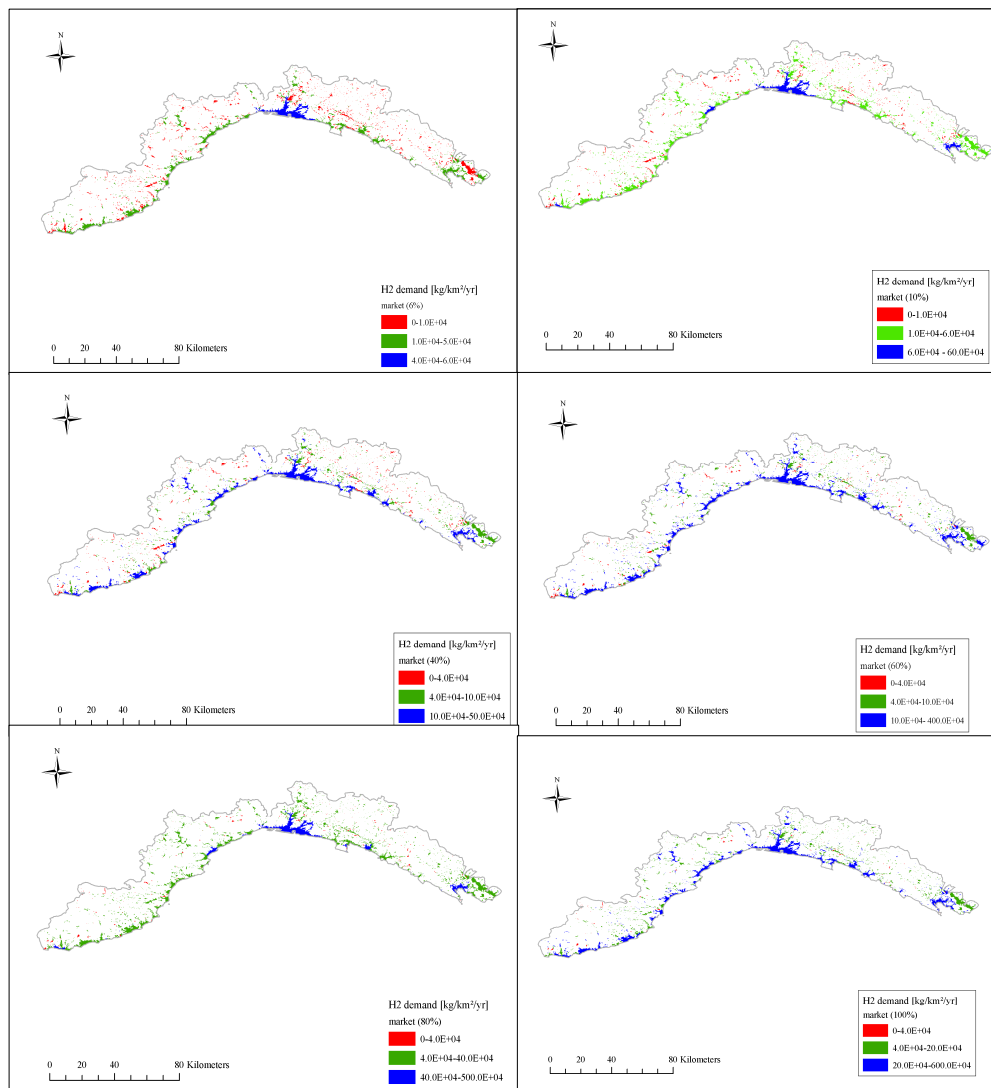 N
H2 demand [kg/km²/yr]
market (6%)
0-1.0E+04
1.0E+04-5.0E+04
4.0E+04-6.0E+04
0 20 40 80 Kilometers
N
H2 demand [kg/km²/yr]
market (10%)
0-1.0E+04
1.0E+04-6.0E+04
6.0E+04 - 60.0E+04
0 20 40 80 Kilometers
N
H2 demand [kg/km²/yr]
market (40%)
0-4.0E+04
4.0E+04-10.0E+04
10.0E+04-50.0E+04
0 20 40 80 Kilometers
N
H2 demand [kg/km²/yr]
market (60%)
0-4.0E+04
4.0E+04-10.0E+04
10.0E+04- 400.0E+04
0 20 40 80 Kilometers
N
H2 demand [kg/km²/yr]
market (80%)
0-4.0E+04
4.0E+04-40.0E+04
40.0E+04-500.0E+04
0 20 40 80 Kilometers
N
H2 demand [kg/km²/yr]
market (100%)
0-4.0E+04
4.0E+04-20.0E+04
20.0E+04-600.0E+04
0 20 40 80 Kilometers